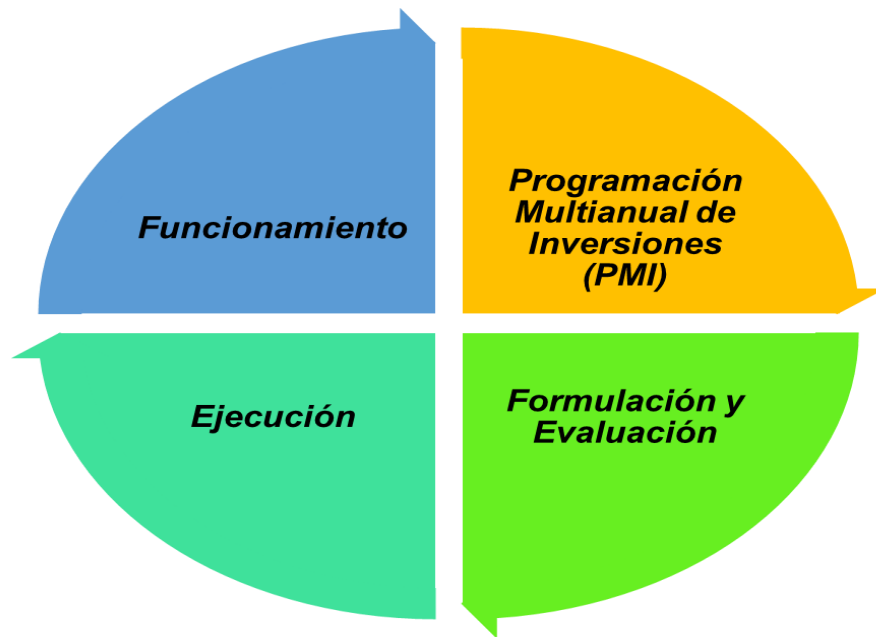 Funcionamiento
Programación
Multianual de
Inversiones
(PMI)
Ejecución
Formulación y
Evaluación